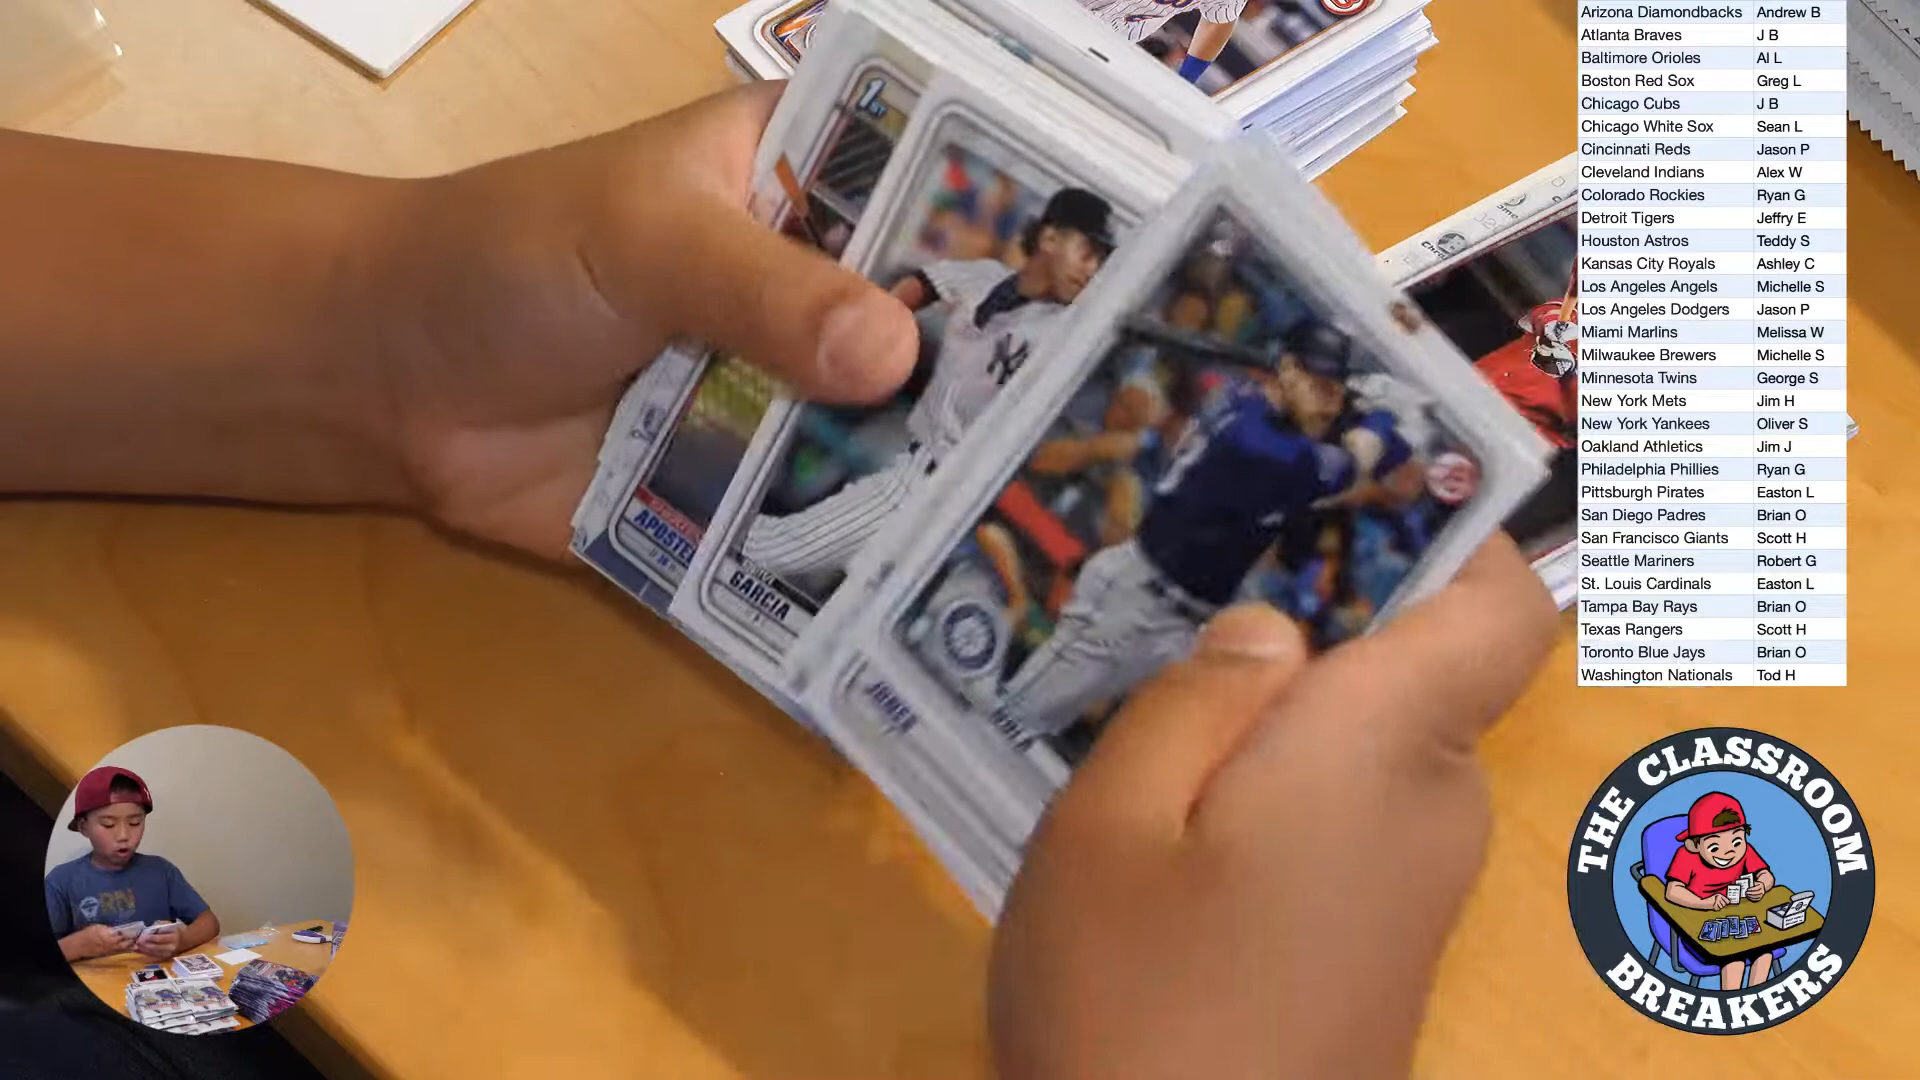 Arizona Diamondbacks Andrew B
Atlanta Braves J B
Baltimore Orioles Al L
Boston Red Sox Greg L
Chicago Cubs J B
Chicago White Sox Sean L
Cincinnati Reds Jason P
Cleveland Indians Alex W
Colorado Rockies Ryan G
Detroit Tigers Jeffry E
Houston Astros Teddy S
Kansas City Royals Ashley C
Los Angeles Angels Michelle S
Los Angeles Dodgers Jason P
Miami Marlins Melissa W
Milwaukee Brewers Michelle S
Minnesota Twins George S
New York Mets Jim H
New York Yankees Oliver S
Oakland Athletics Jim J
Philadelphia Phillies Ryan G
Pittsburgh Pirates Easton L
San Diego Padres Brian O
San Francisco Giants Scott H
Seattle Mariners Robert G
St. Louis Cardinals Easton L
Tampa Bay Rays Brian O
Texas Rangers Scott H
Toronto Blue Jays Brian O
Washington Nationals Tod H
1ST
APOSTE
GARCIA
THE CLASSROOM
BREAKERS